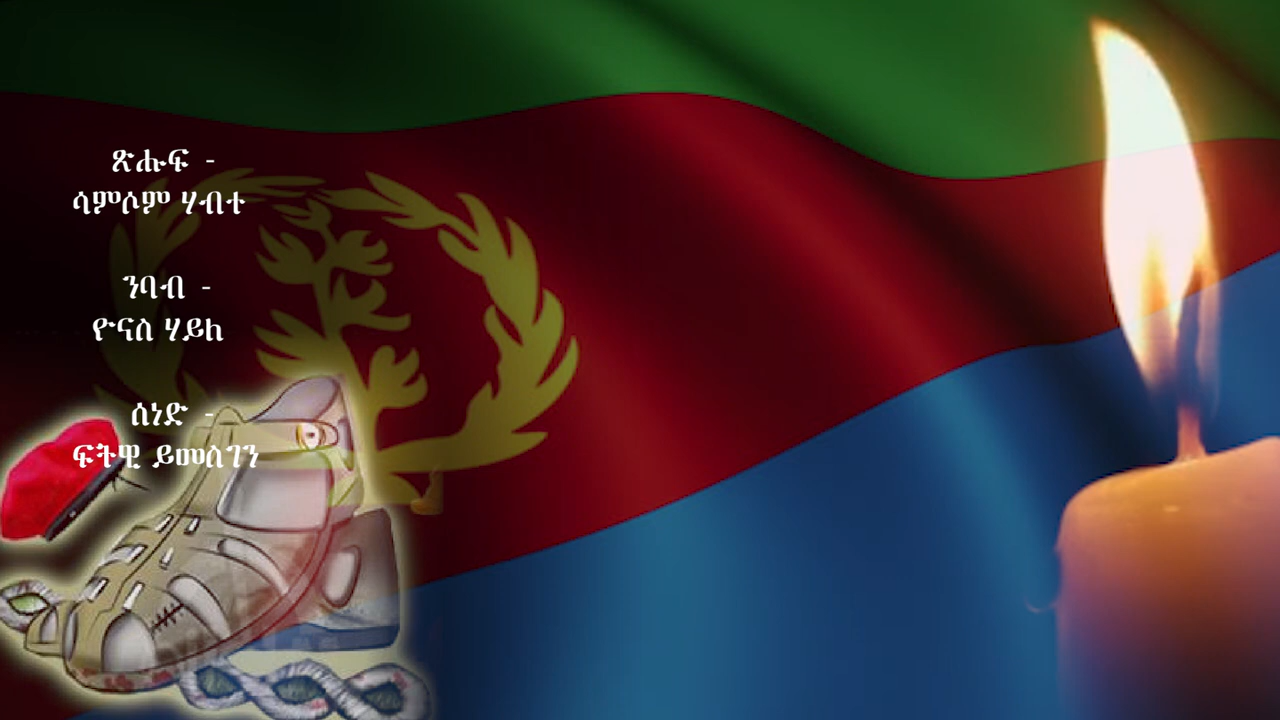 ጽሑፍ -
ሳምሶም ሃብተ
ንባብ -
ዮናስ ሃይለ
ሰነድ -
ፍትዊ ይመስገን